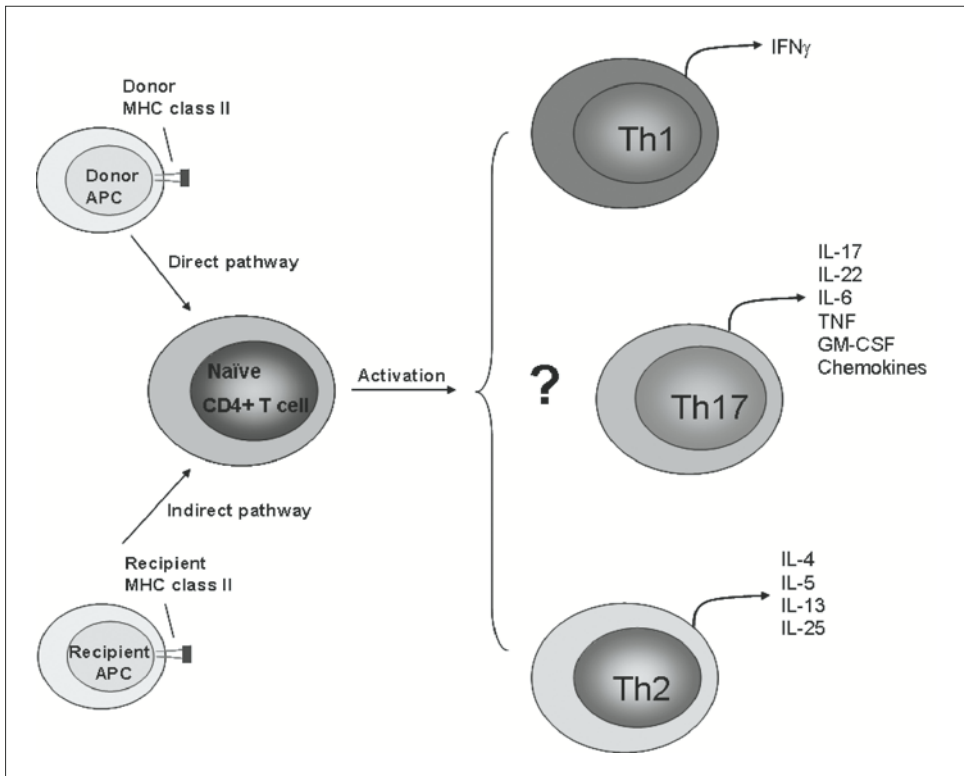 Donor
MHC class II
Donor
APC
Direct pathway
Naïve
CD4+ T cell
Activation
Indirect pathway
Recipient
MHC class II
Recipient
APC
?
IFNγ
Th1
IL-17
IL-22
IL-6
TNF
GM-CSF
Chemokines
Th17
IL-4
IL-5
IL-13
IL-25
Th2